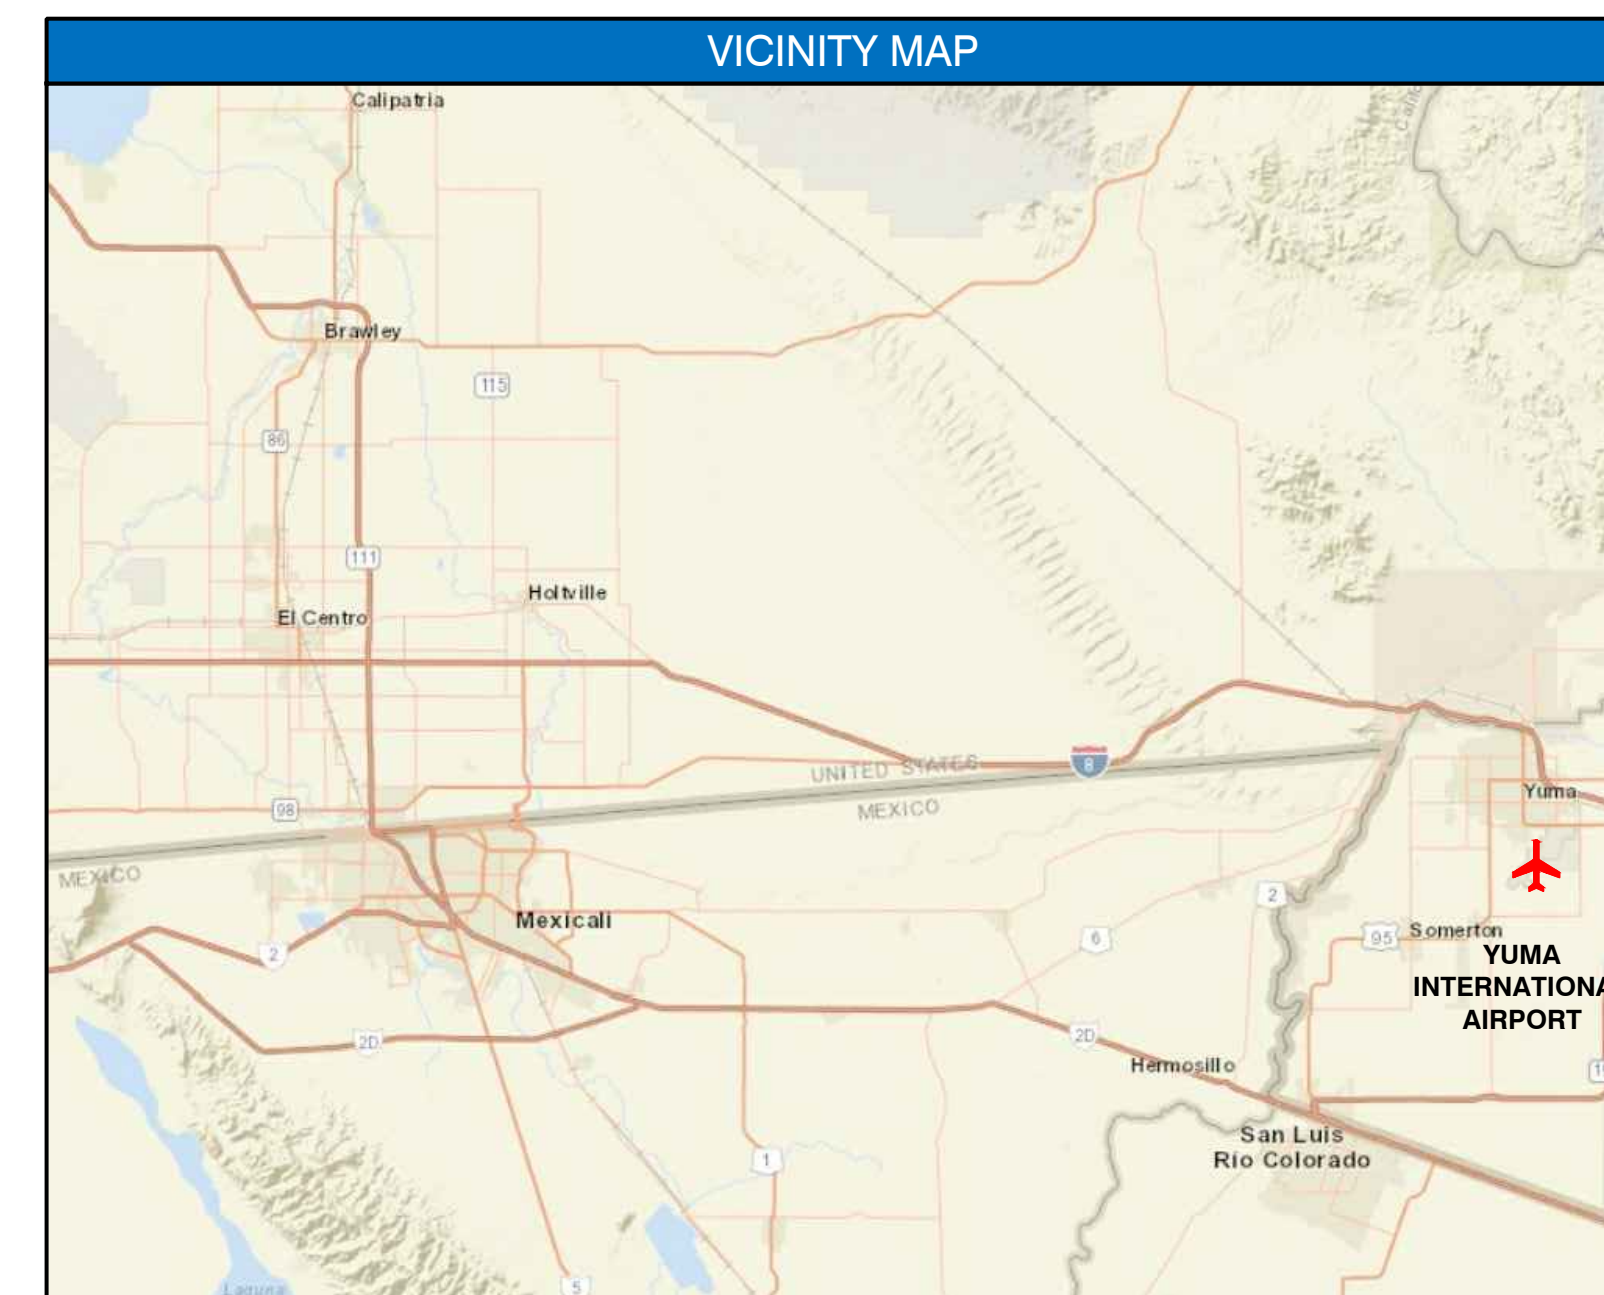 VICINITY MAP
Calipatria
Brawley
115
86
111
Holtville
El Centro
UNITED STATES
8
MEXICO
98
Yuma
MEXICO
2
Mexicali
6
95
Somerton
2
YUMA
INTERNATIONA
AIRPORT
2D
2D
Hermosillo
San Luis
Río Colorado
1
5
Laguna